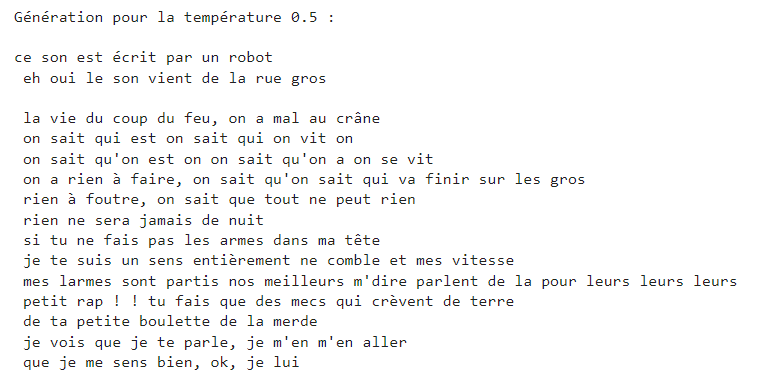 Génération pour la température 0.5 :
ce son est écrit par un robot
eh oui le son vient de la rue gros
la vie du coup du feu, on a mal au crâne
on sait qui est on sait qui on vit on
on sait qu'on est on on sait qu'on a on se vit
on a rien à faire, on sait qu'on sait qui va finir sur les gros
rien à foutre, on sait que tout ne peut rien
rien ne sera jamais de nuit
si tu ne fais pas les armes dans ma tête
je te suis un sens entièrement ne comble et mes vitesse
mes larmes sont partis nos meilleurs m'dire parlent de la pour leurs leurs leurs
petit rap ! ! tu fais que des mecs qui crèvent de terre
de ta petite boulette de la merde
je vois que je te parle, je m'en m'en aller
que je me sens bien, ok, je lui